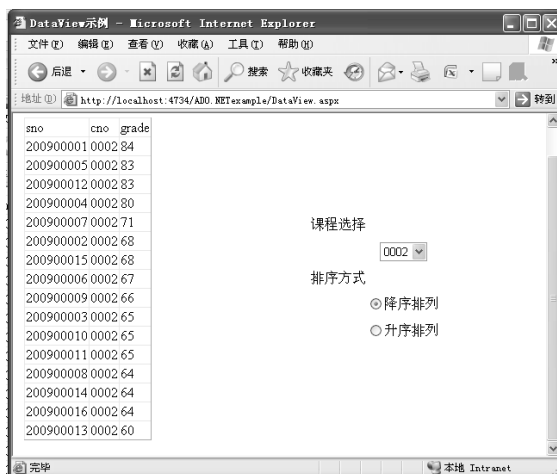 DataView示例 - Microsoft Internet Explorer
文件(F) 编辑(E) 查看(V) 收藏(A) 工具(T) 帮助(H)
后退 搜索 收藏夹
地址(D) http://localhost:4734/ADO.NETexample/DataView.aspx 转到
sno cno grade
200900001 0002 84
200900005 0002 83
200900012 0002 83
200900004 0002 80
200900007 0002 71
200900002 0002 68
200900015 0002 68
200900006 0002 67
200900009 0002 66
200900003 0002 65
200900010 0002 65
200900011 0002 65
200900008 0002 64
200900014 0002 64
200900016 0002 64
200900013 0002 60
课程选择
0002
排序方式
降序排列
升序排列
完毕 本地 Intranet